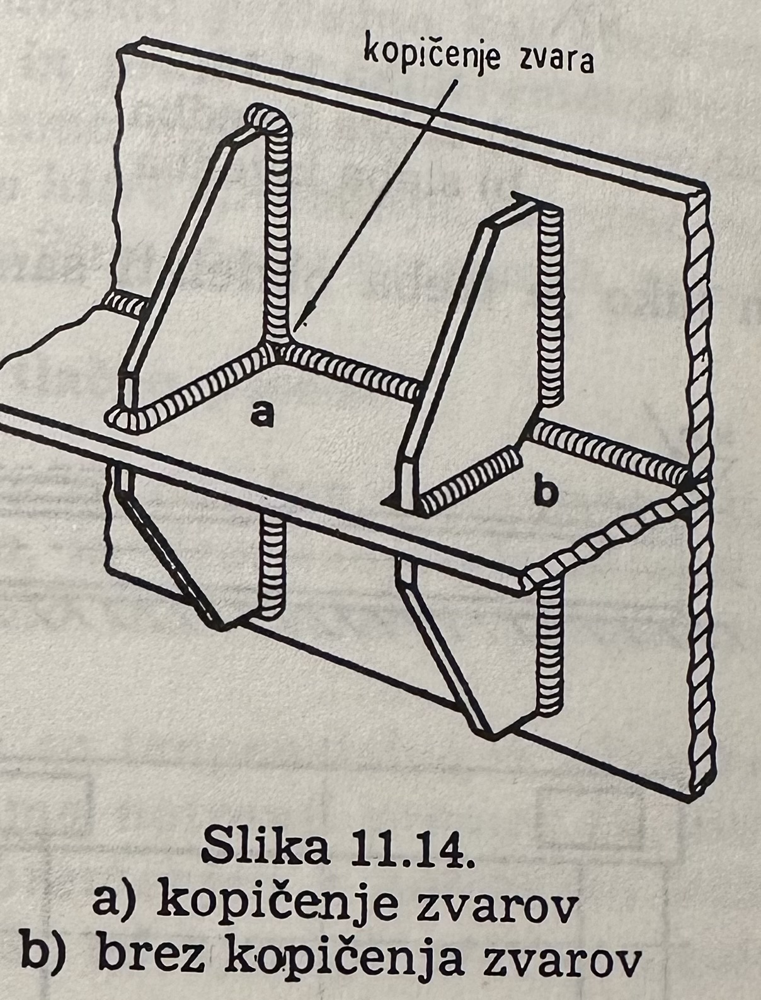 kopičenje zvara
a
b
Slika 11.14.
a) kopičenje zvarov
b) brez kopičenja zvarov